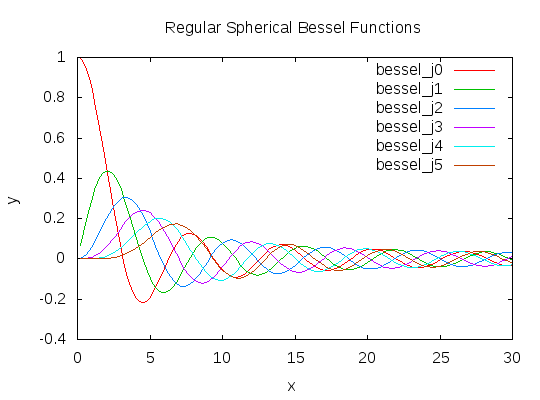 Regular Spherical Bessel Functions
1
0.8
0.6
0.4
0.2
0
-0.2
-0.4
y
bessel_j0
bessel_j1
bessel_j2
bessel_j3
bessel_j4
bessel_j5
0 5 10 15 20 25 30
x